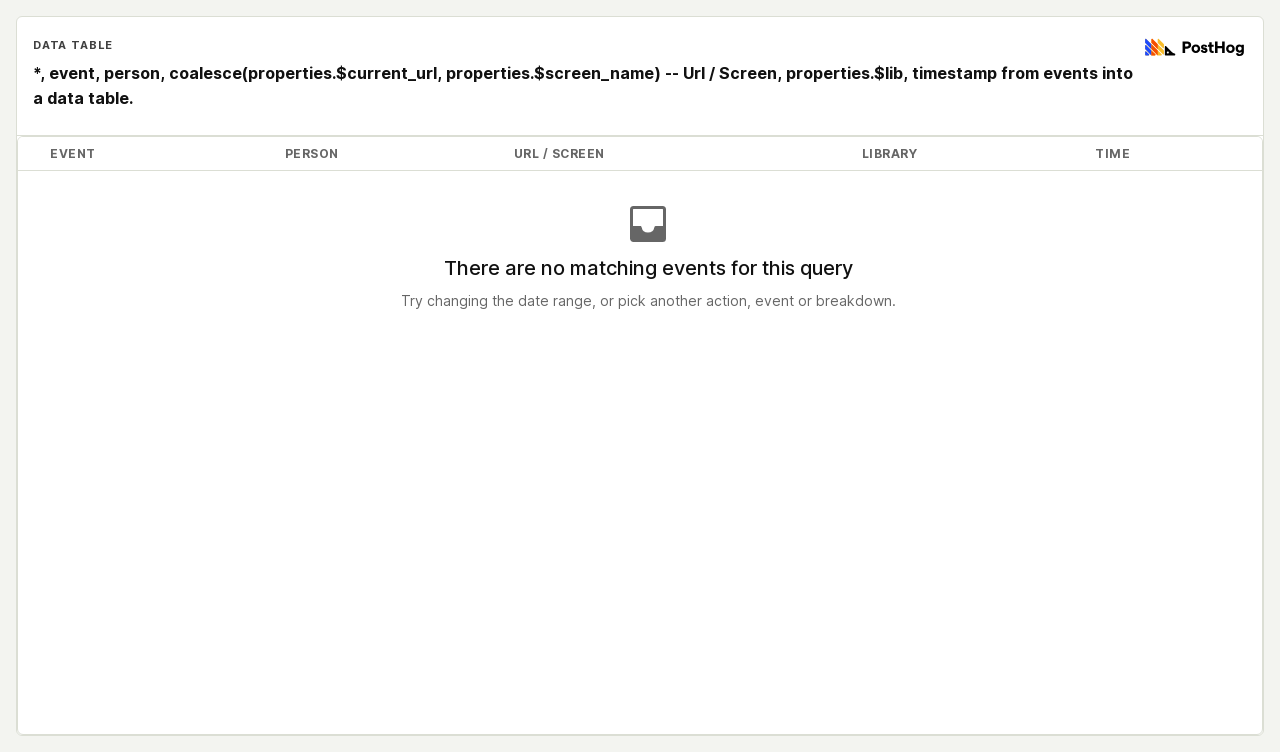 DATA TABLE
PostHog
*, event, person, coalesce(properties.$current_url, properties.$screen_name) -- Url / Screen, properties.$lib, timestamp from events into
a data table.
EVENT PERSON URL / SCREEN LIBRARY TIME
There are no matching events for this query
Try changing the date range, or pick another action, event or breakdown.